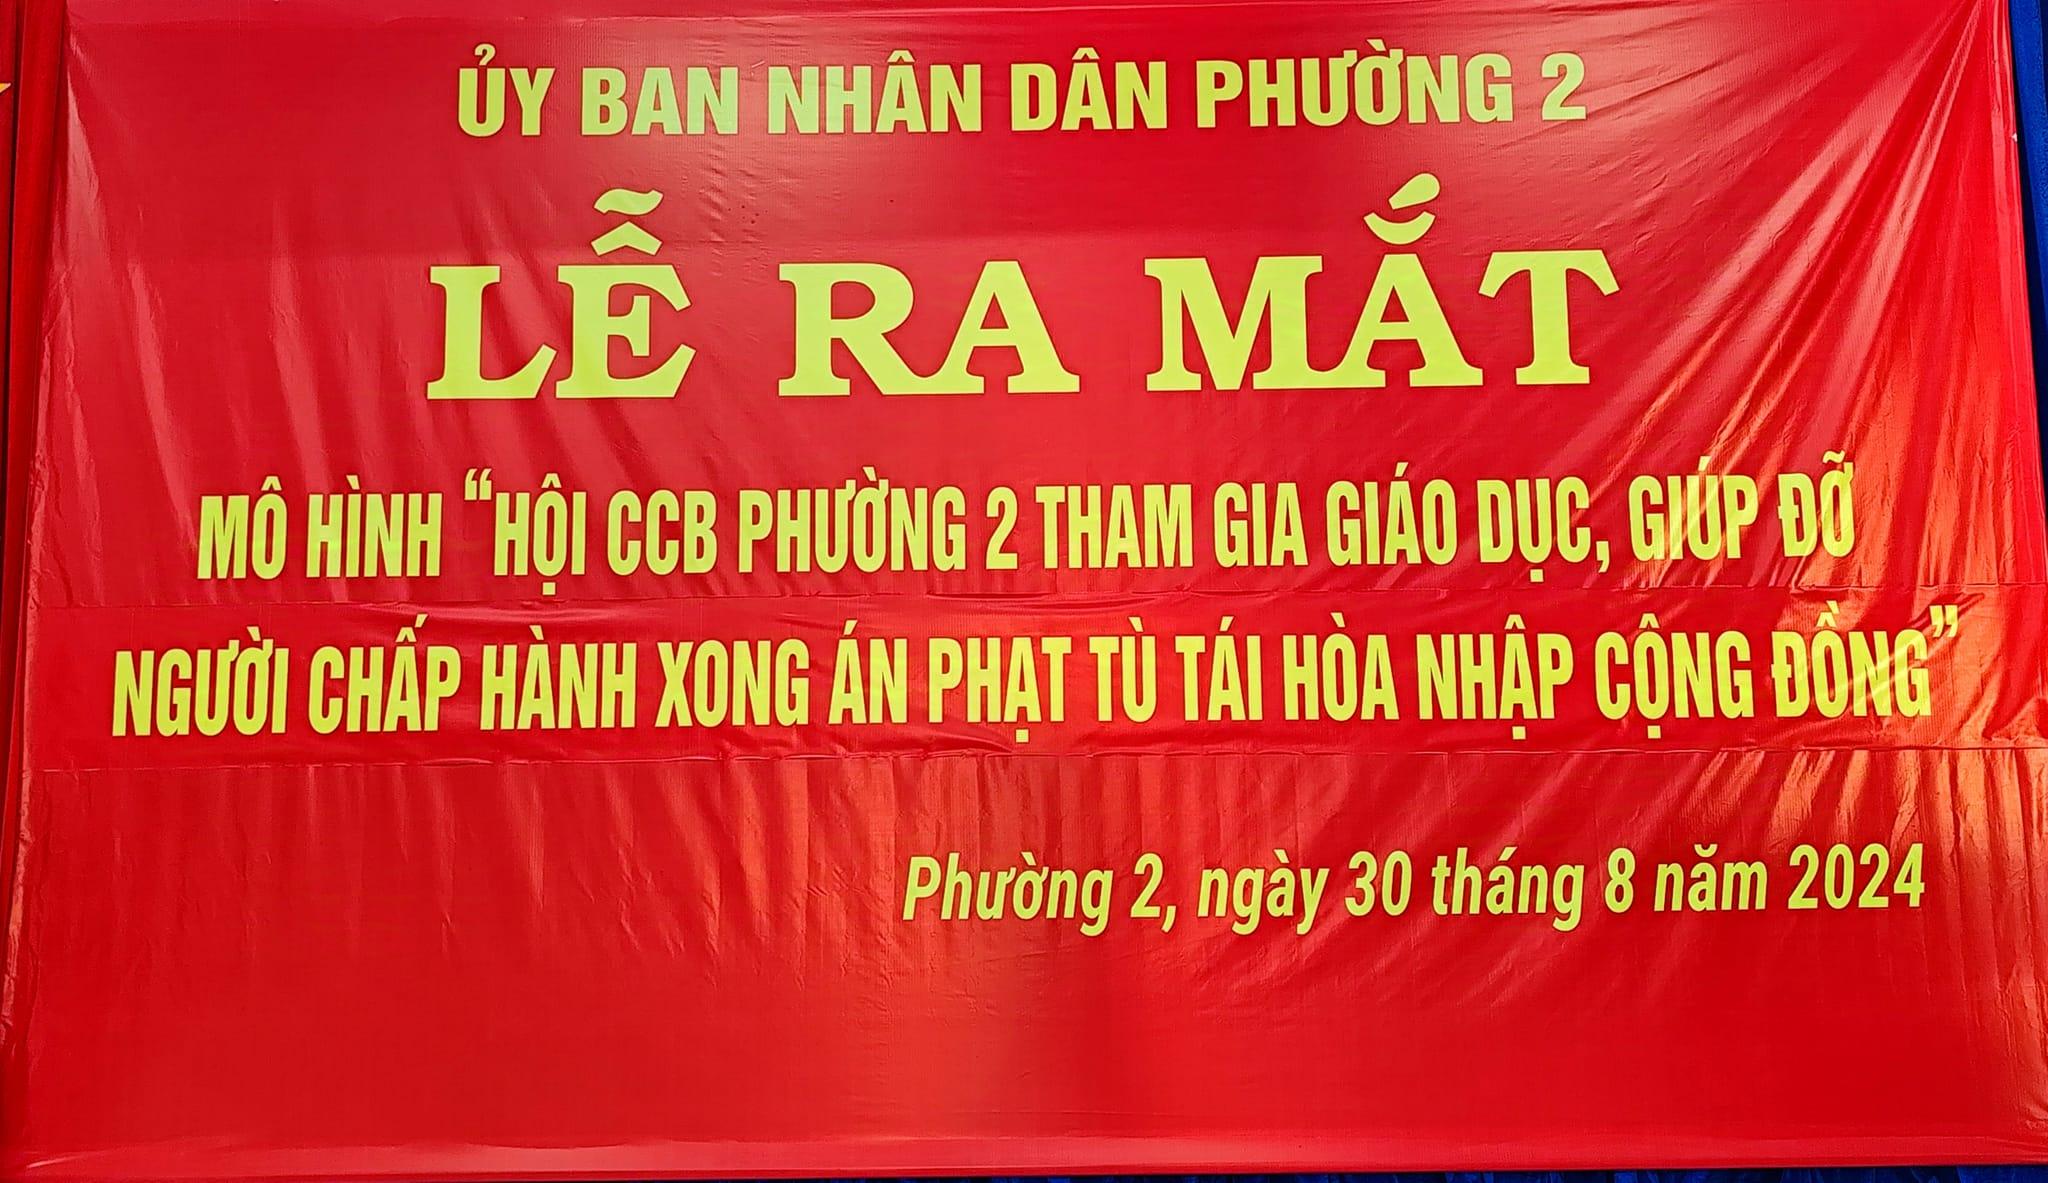 ỦY BAN NHÂN DÂN PHƯỜNG 2
LỄ RA MẮT
MÔ HÌNH “HỘI CCB PHƯỜNG 2 THAM GIA GIÁO DỤC, GIÚP ĐỠ
NGƯỜI CHẤP HÀNH XONG ÁN PHẠT TÙ TÁI HÒA NHẬP CỘNG ĐỒNG”
Phường 2, ngày 30 tháng 8 năm 2024